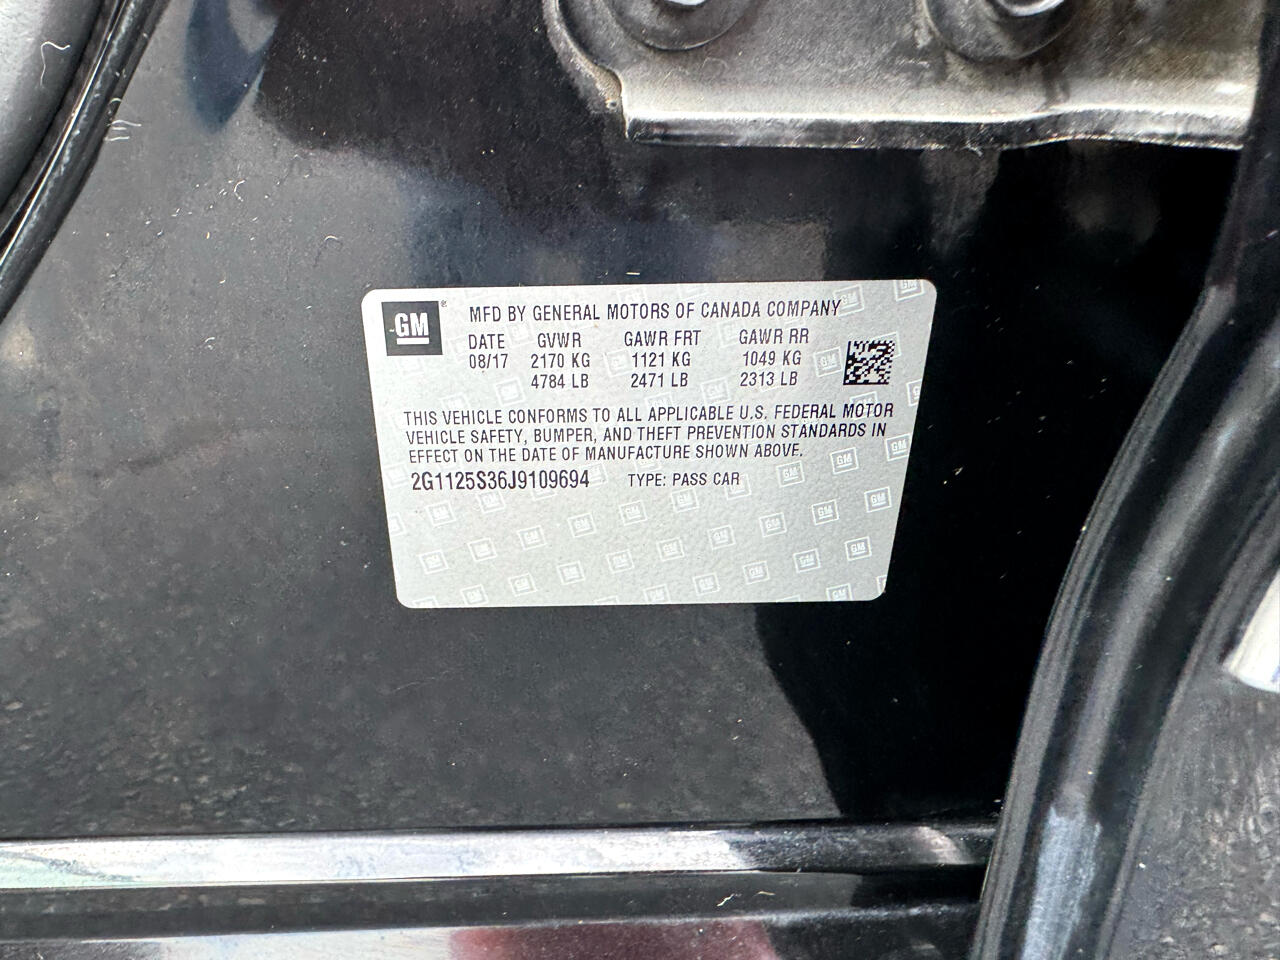 GM ®
MFD BY GENERAL MOTORS OF CANADA COMPANY
DATE GVWR GAWR FRT GAWR RR
08/17 2170 KG 1121 KG 1049 KG
4784 LB 2471 LB 2313 LB
THIS VEHICLE CONFORMS TO ALL APPLICABLE U.S. FEDERAL MOTOR
VEHICLE SAFETY, BUMPER, AND THEFT PREVENTION STANDARDS IN
EFFECT ON THE DATE OF MANUFACTURE SHOWN ABOVE.
2G1125S36J9109694 TYPE: PASS CAR